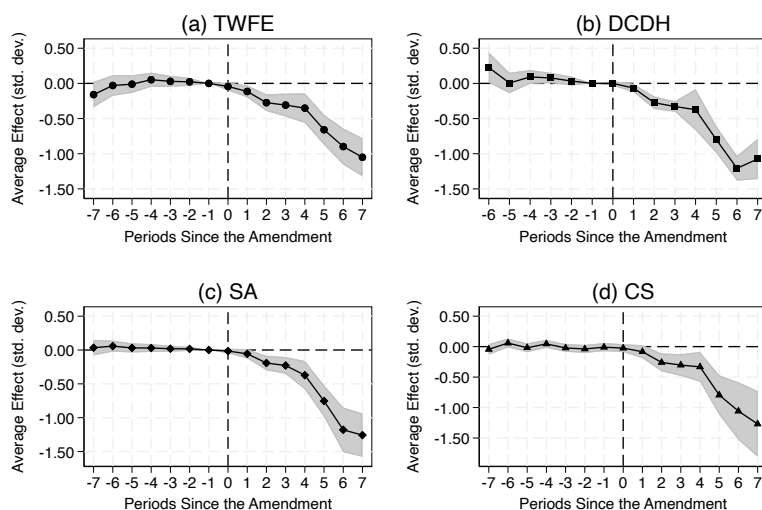 (a) TWFE
Average Effect (std. dev.)
0.50
0.00
-0.50
-1.00
-1.50
-7 -6 -5 -4 -3 -2 -1 0 1 2 3 4 5 6 7
Periods Since the Amendment
(b) DCDH
Average Effect (std. dev.)
0.50
0.00
-0.50
-1.00
-1.50
-6 -5 -4 -3 -2 -1 0 1 2 3 4 5 6 7
Periods Since the Amendment
(c) SA
Average Effect (std. dev.)
0.50
0.00
-0.50
-1.00
-1.50
-7 -6 -5 -4 -3 -2 -1 0 1 2 3 4 5 6 7
Periods Since the Amendment
(d) CS
Average Effect (std. dev.)
0.50
0.00
-0.50
-1.00
-1.50
-7 -6 -5 -4 -3 -2 -1 0 1 2 3 4 5 6 7
Periods Since the Amendment